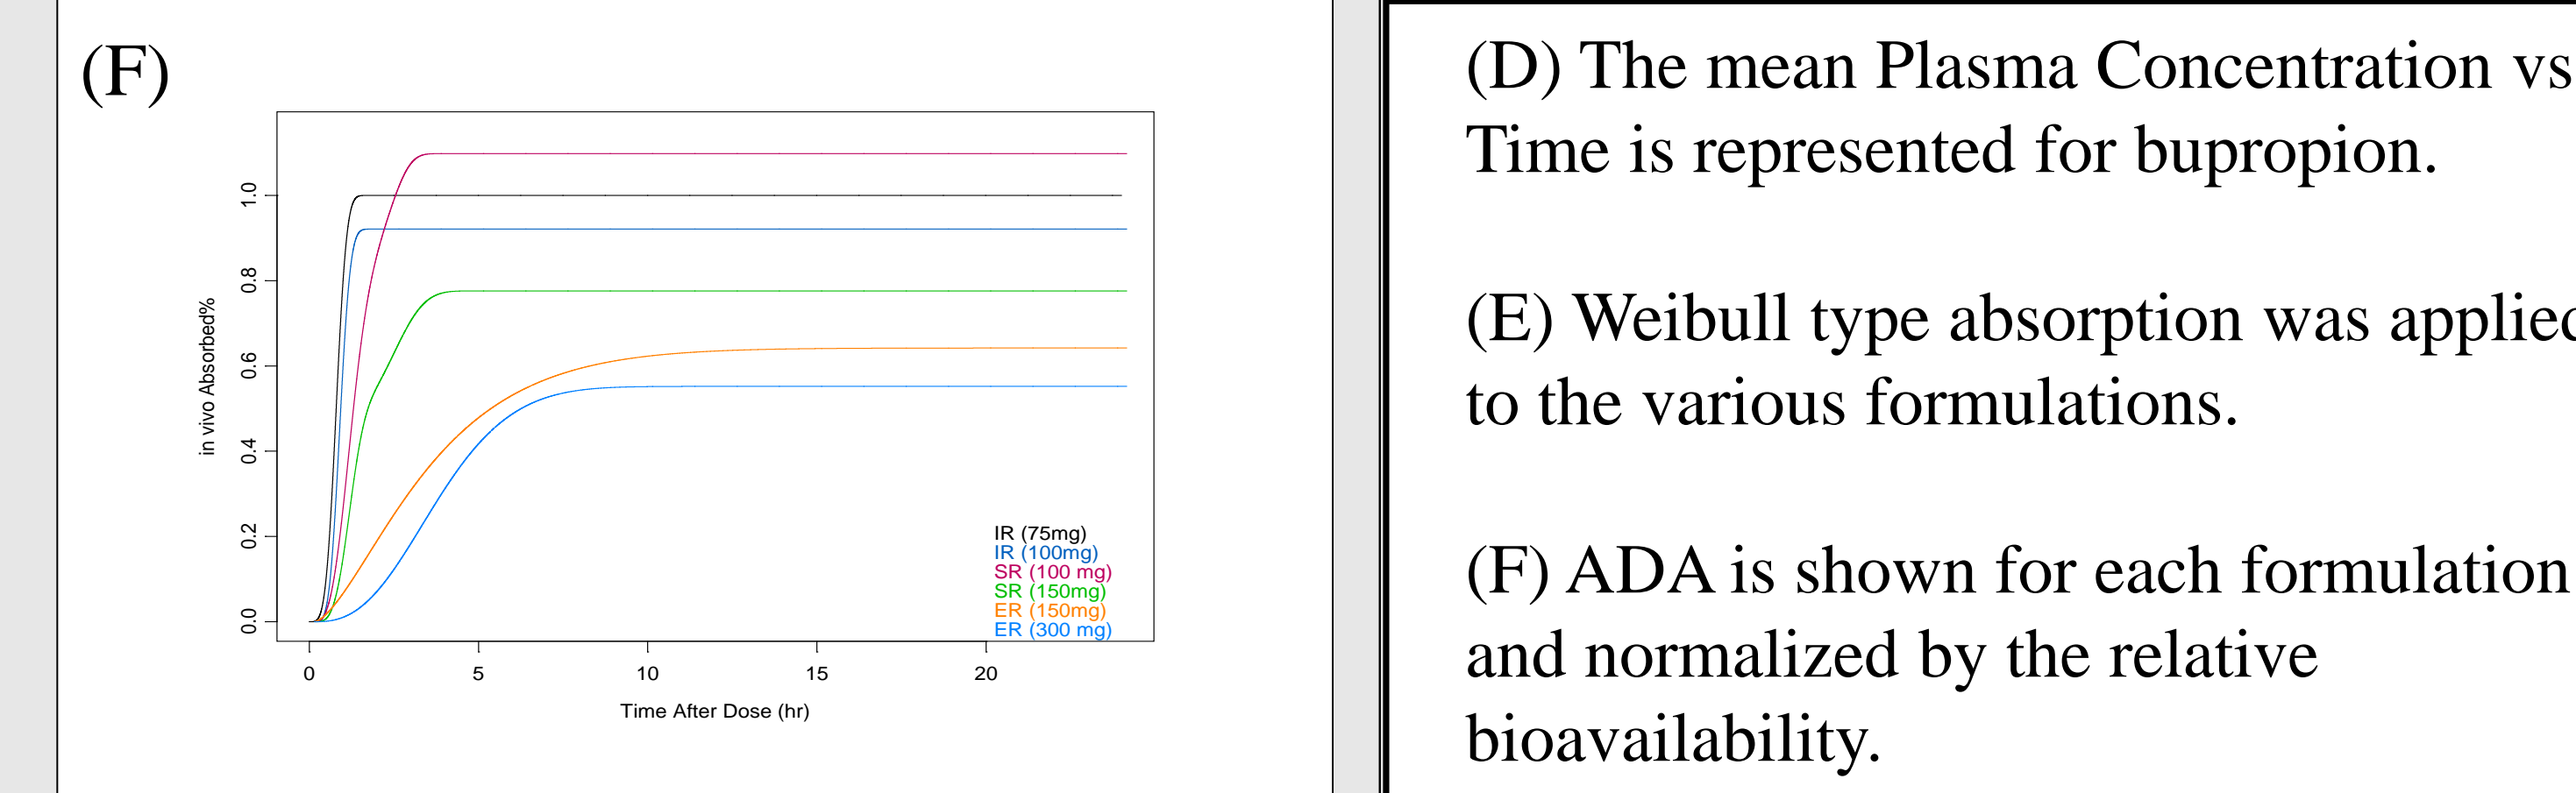 (F)
1.0
0.8
0.6
0.4
0.2
0.0
in vivo Absorbed%
IR (75mg)
IR (100mg)
SR (100 mg)
SR (150mg)
ER (150mg)
ER (300 mg)
0 5 10 15 20
Time After Dose (hr)
(D) The mean Plasma Concentration vs
Time is represented for bupropion.
(E) Weibull type absorption was applied
to the various formulations.
(F) ADA is shown for each formulation
and normalized by the relative
bioavailability.